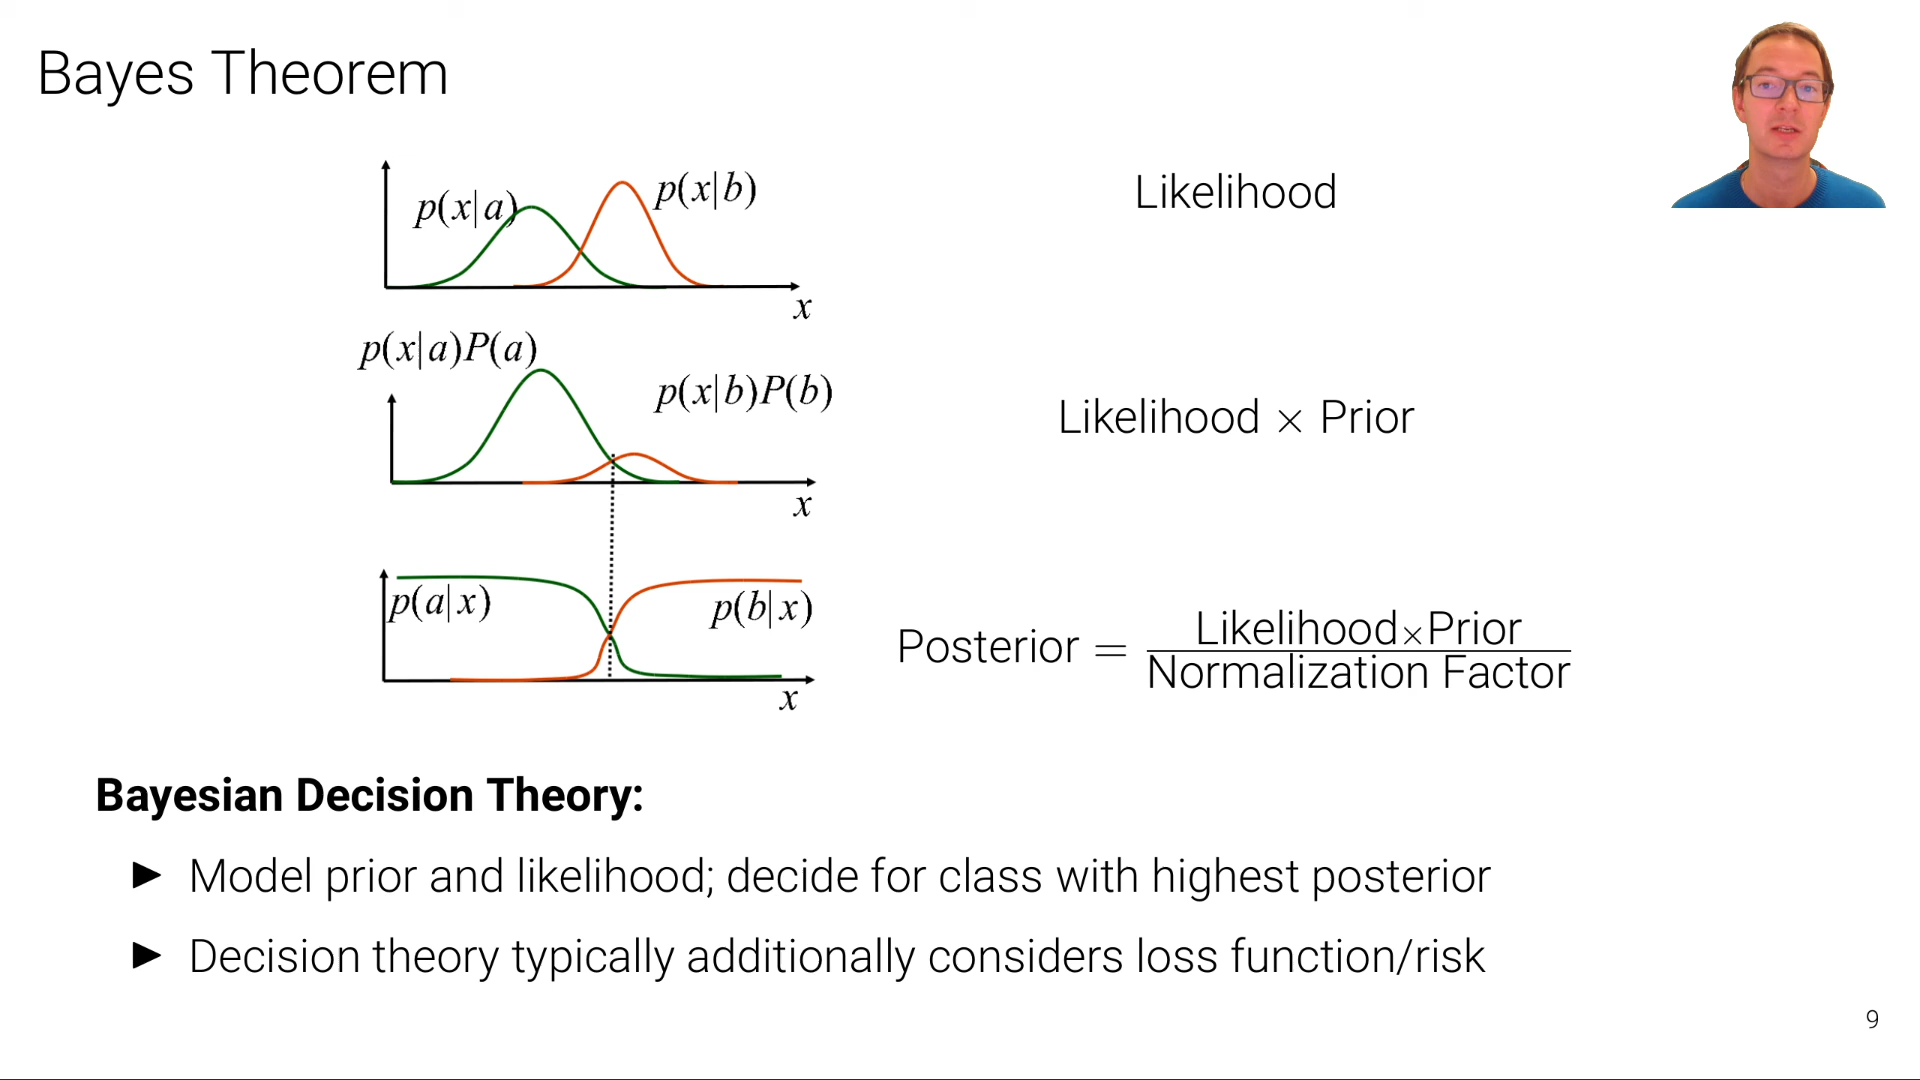 Bayes Theorem
p(x|a)
p(x|b)
Likelihood
x
p(x|a)P(a)
p(x|b)P(b)
Likelihood × Prior
x
p(a|x)
p(b|x)
Posterior = Likelihood×Prior
Normalization Factor
x
Bayesian Decision Theory:
► Model prior and likelihood; decide for class with highest posterior
► Decision theory typically additionally considers loss function/risk
9